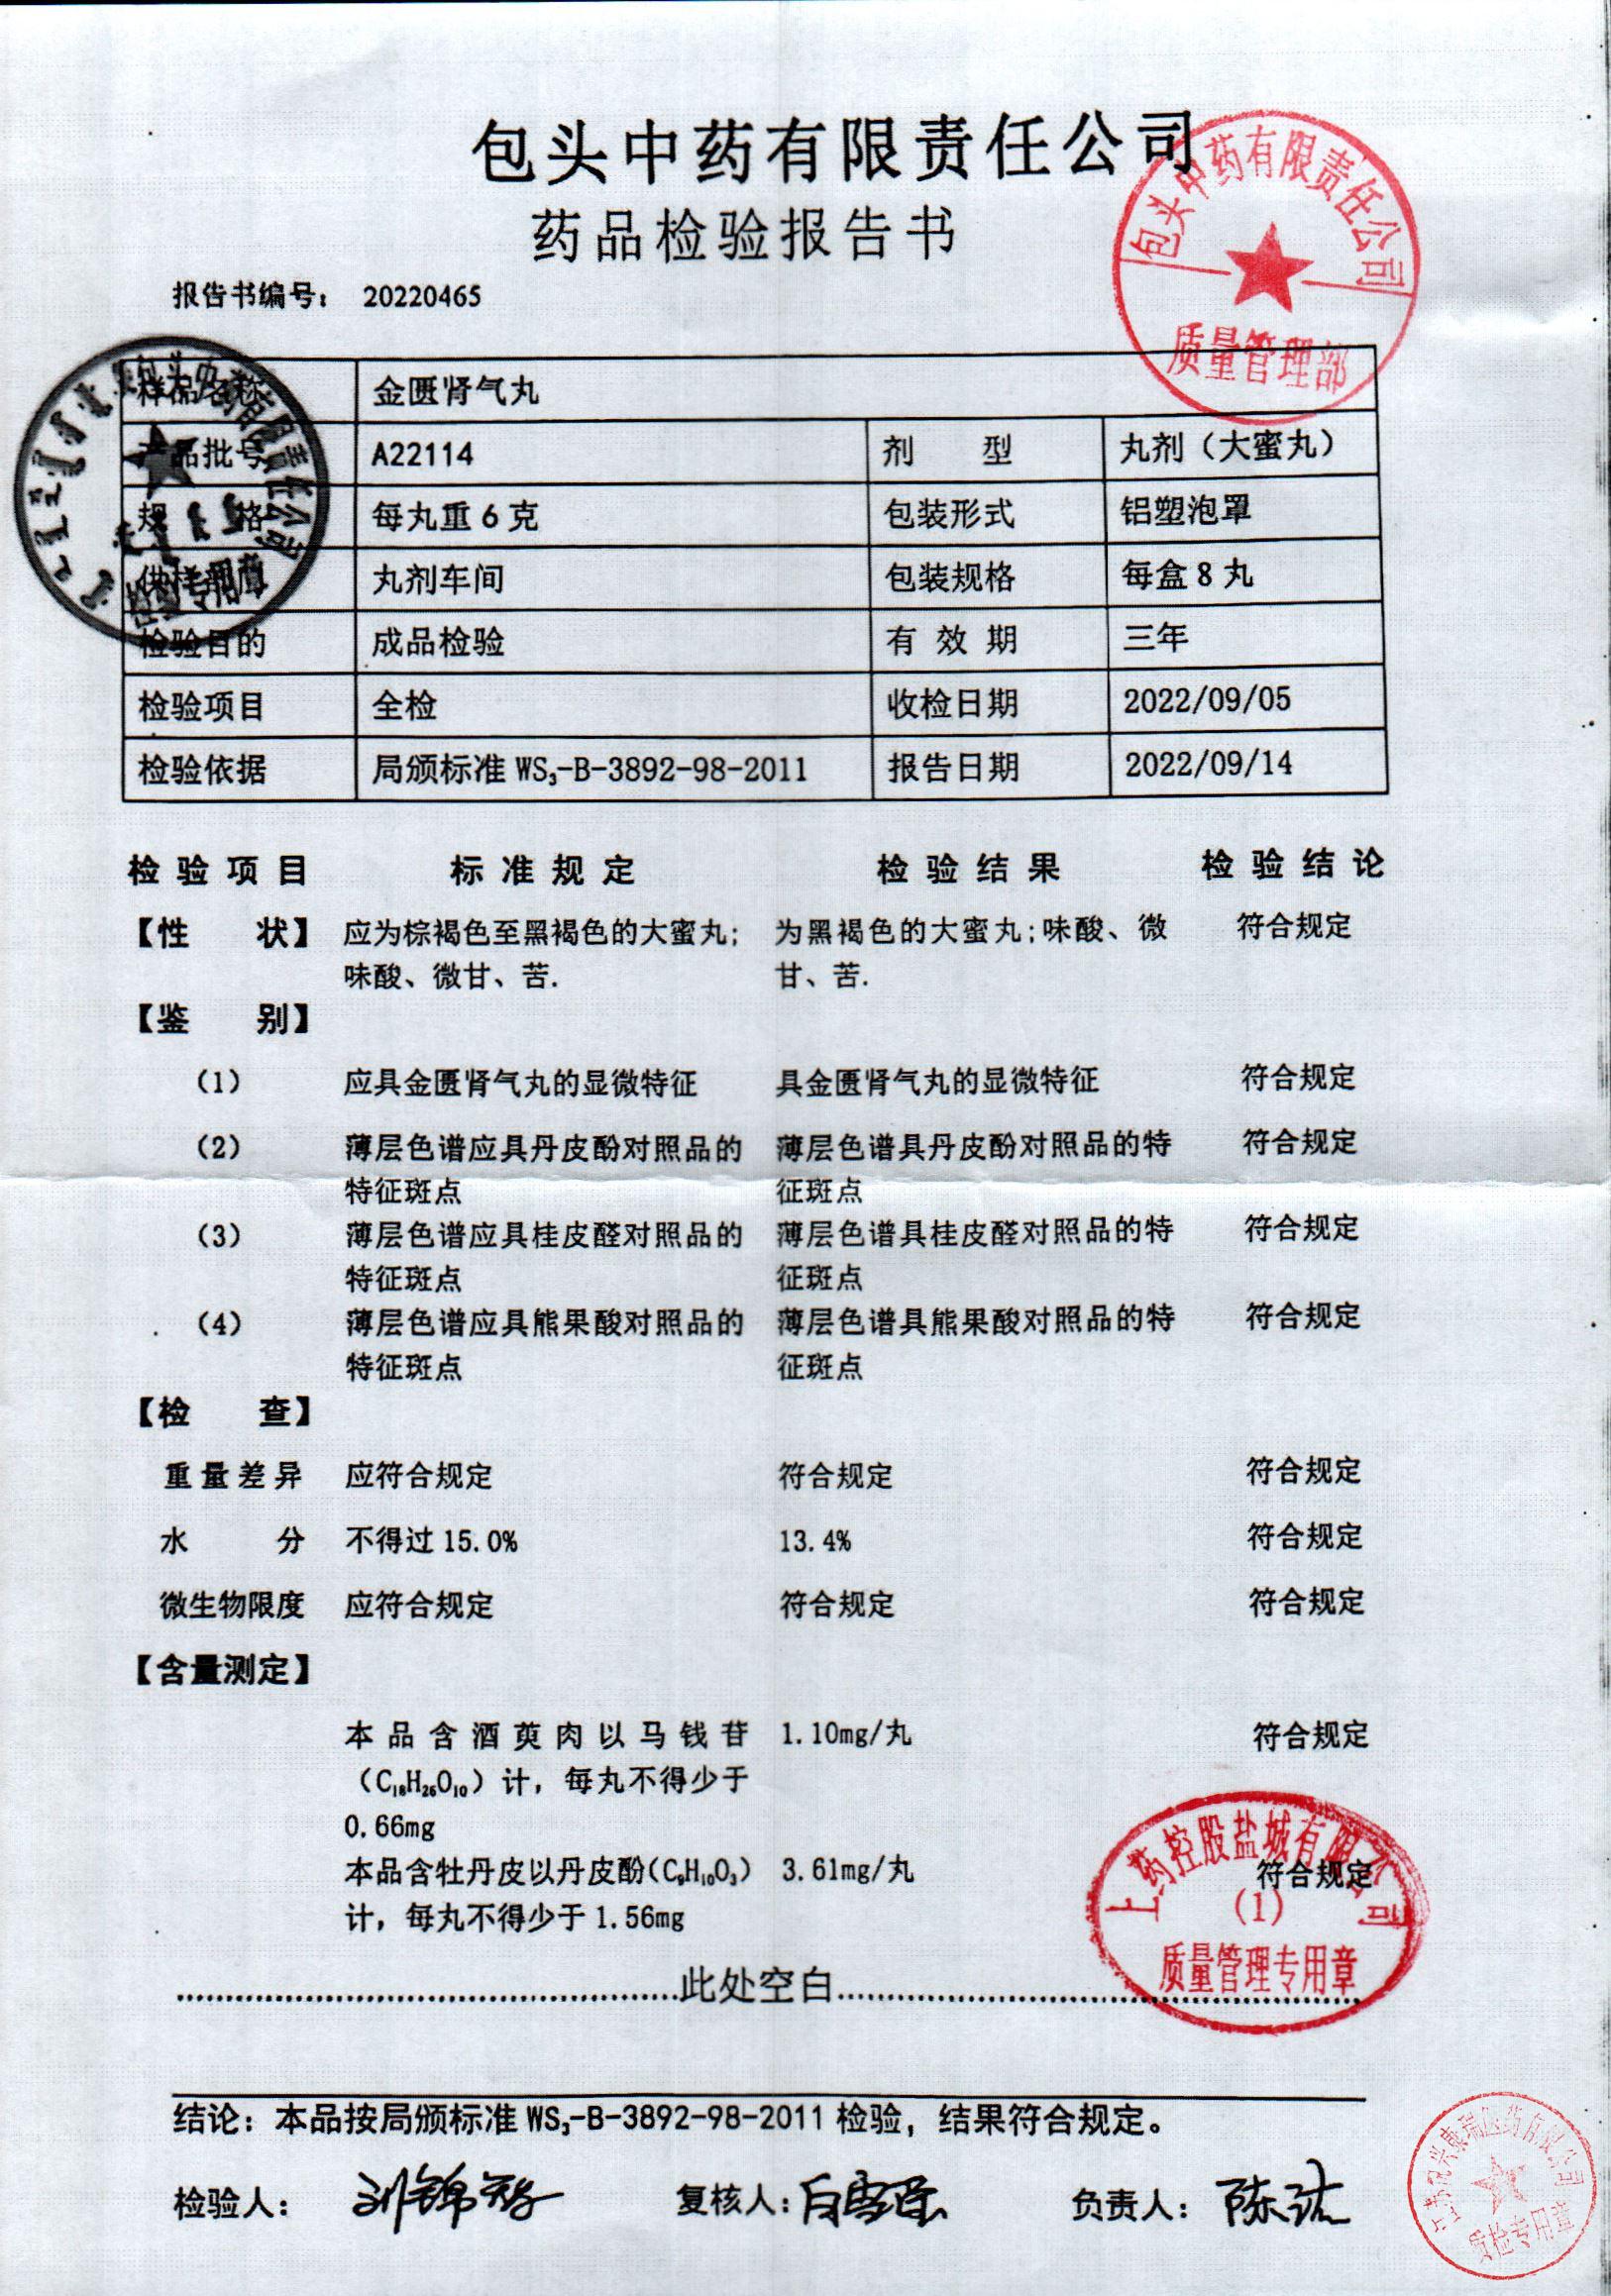 包头中药有限责任公司
药品检验报告书
报告书编号： 20220465
包头中药有限责任公司
质量管理部
样品名称 金匮肾气丸
产品批号 A22114 剂 型 丸剂（大蜜丸）
规 格 每丸重6克 包装形式 铝塑泡罩
供样部门 丸剂车间 包装规格 每盒8丸
检验目的 成品检验 有 效 期 三年
检验项目 全检 收检日期 2022/09/05
检验依据 局颁标准WS₃-B-3892-98-2011 报告日期 2022/09/14
检 验 项 目 标 准 规 定 检 验 结 果 检 验 结 论
【性 状】 应为棕褐色至黑褐色的大蜜丸； 为黑褐色的大蜜丸；味酸、微 符合规定
味酸、微甘、苦. 甘、苦.
【鉴 别】
（1） 应具金匮肾气丸的显微特征 具金匮肾气丸的显微特征 符合规定
（2） 薄层色谱应具丹皮酚对照品的 薄层色谱具丹皮酚对照品的特 符合规定
特征斑点 征斑点
（3） 薄层色谱应具桂皮醛对照品的 薄层色谱具桂皮醛对照品的特 符合规定
特征斑点 征斑点
（4） 薄层色谱应具熊果酸对照品的 薄层色谱具熊果酸对照品的特 符合规定
特征斑点 征斑点
【检 查】
重量差异 应符合规定 符合规定 符合规定
水 分 不得过15.0% 13.4% 符合规定
微生物限度 应符合规定 符合规定 符合规定
【含量测定】
本品含酒萸肉以马钱苷 1.10mg/丸 符合规定
（C₁₈H₂₆O₁₀）计，每丸不得少于
0.66mg
本品含牡丹皮以丹皮酚(C₉H₁₀O₃) 3.61mg/丸 符合规定
计，每丸不得少于1.56mg
上药控股盐城有限公司
(1)
质量管理专用章
此处空白
结论：本品按局颁标准WS₃-B-3892-98-2011检验，结果符合规定。
检验人： 复核人： 负责人：
质检专用章